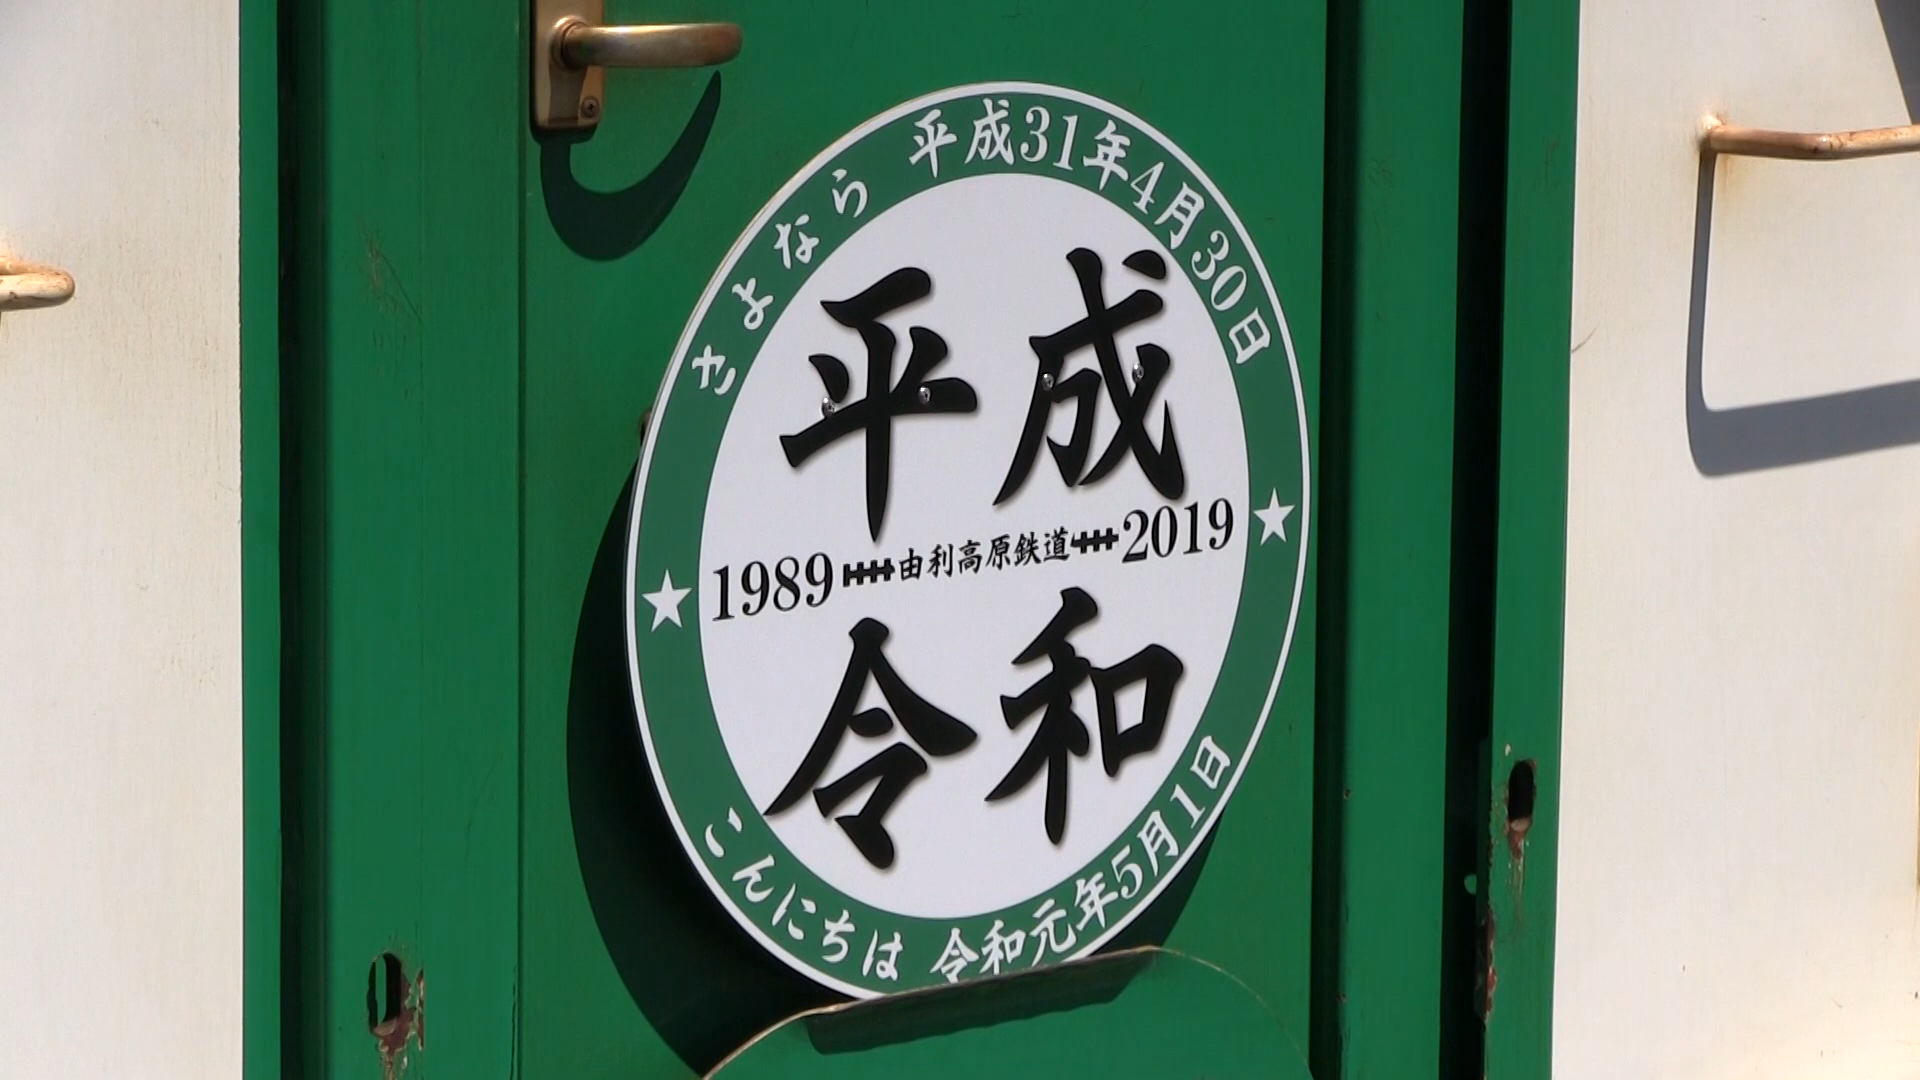 さよなら 平成31年4月30日
平成
1989 由利高原鉄道 2019
令和
こんにちは 令和元年5月1日